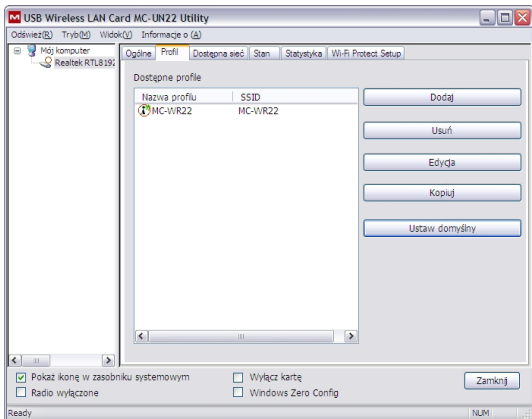 USB Wireless LAN Card MC-UN22 Utility
Odśwież(R) Tryb(M) Widok(V) Informacje o (A)
Mój komputer
Realtek RTL8192
Ogólne Profil Dostępna sieć Stan Statystyka Wi-Fi Protect Setup
Dostępne profile
Nazwa profilu SSID
MC-WR22 MC-WR22
Dodaj
Usuń
Edycja
Kopiuj
Ustaw domyślny
Pokaż ikonę w zasobniku systemowym
Radio wyłączone
Wyłącz kartę
Windows Zero Config
Zamknij
Ready NUM